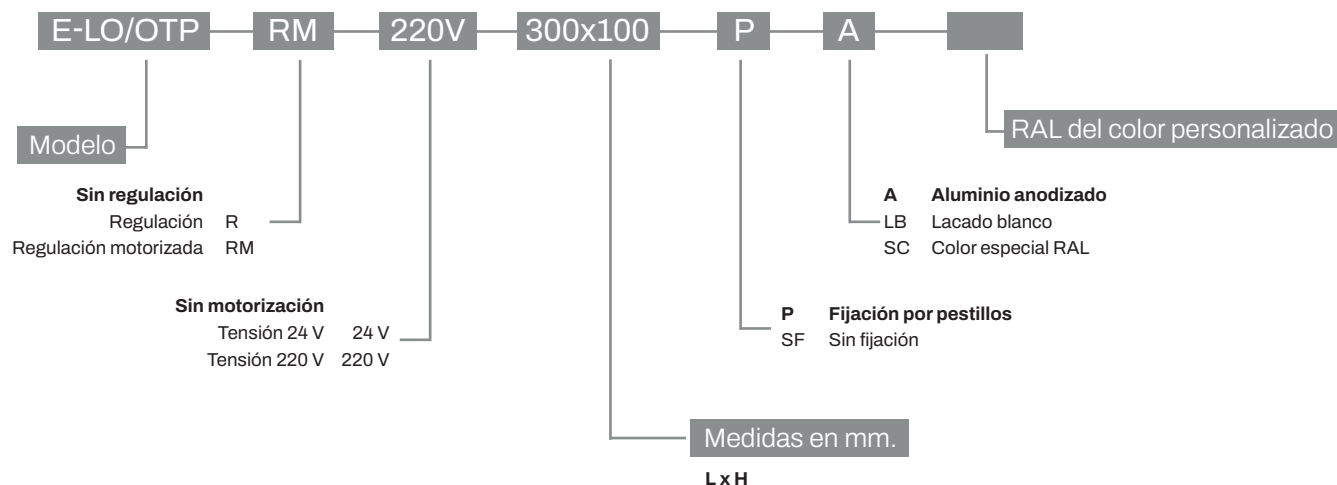 E-LO/OTP RM 220V 300x100 P A
RAL del color personalizado
Modelo
Sin regulación
Regulación R
Regulación motorizada RM
A Aluminio anodizado
LB Lacado blanco
SC Color especial RAL
Sin motorización
Tensión 24 V 24 V
Tensión 220 V 220 V
P Fijación por pestillos
SF Sin fijación
Medidas en mm.
L x H